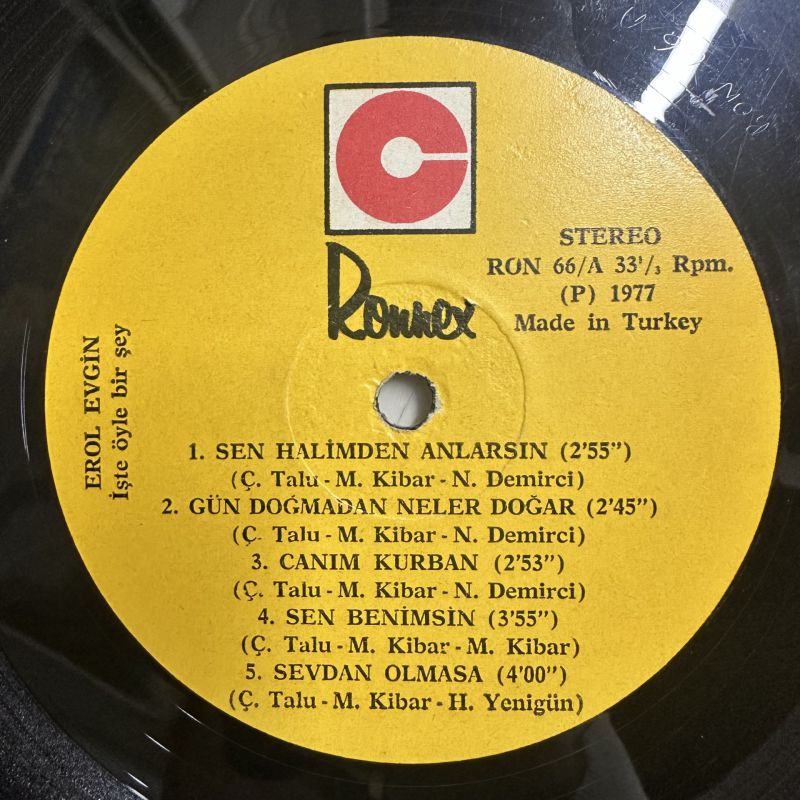 Ronnex
STEREO
RON 66/A 33¹/₃ Rpm.
(P) 1977
Made in Turkey
EROL EVGİN
İşte öyle bir şey
1. SEN HALİMDEN ANLARSIN (2'55")
(Ç. Talu - M. Kibar - N. Demirci)
2. GÜN DOĞMADAN NELER DOĞAR (2'45")
(Ç. Talu - M. Kibar - N. Demirci)
3. CANIM KURBAN (2'53")
(Ç. Talu - M. Kibar - N. Demirci)
4. SEN BENİMSİN (3'55")
(Ç. Talu - M. Kibar - M. Kibar)
5. SEVDAN OLMASA (4'00")
(Ç. Talu - M. Kibar - H. Yenigün)